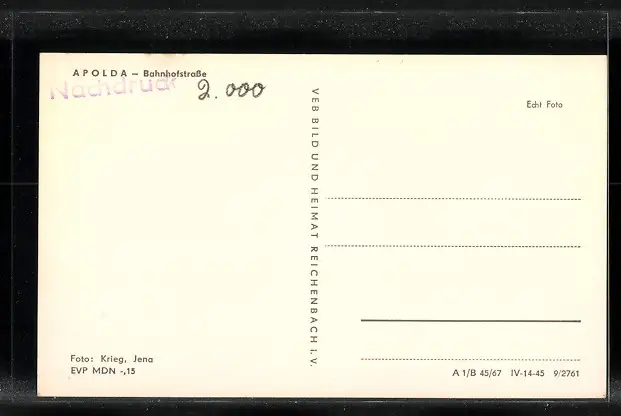 APOLDA – Bahnhofstraße
Nachdruck
2.000
VEB BILD UND HEIMAT REICHENBACH i.V.
Echt Foto
Foto: Krieg, Jena
EVP MDN -,15
A 1/B 45/67 IV-14-45 9/2761